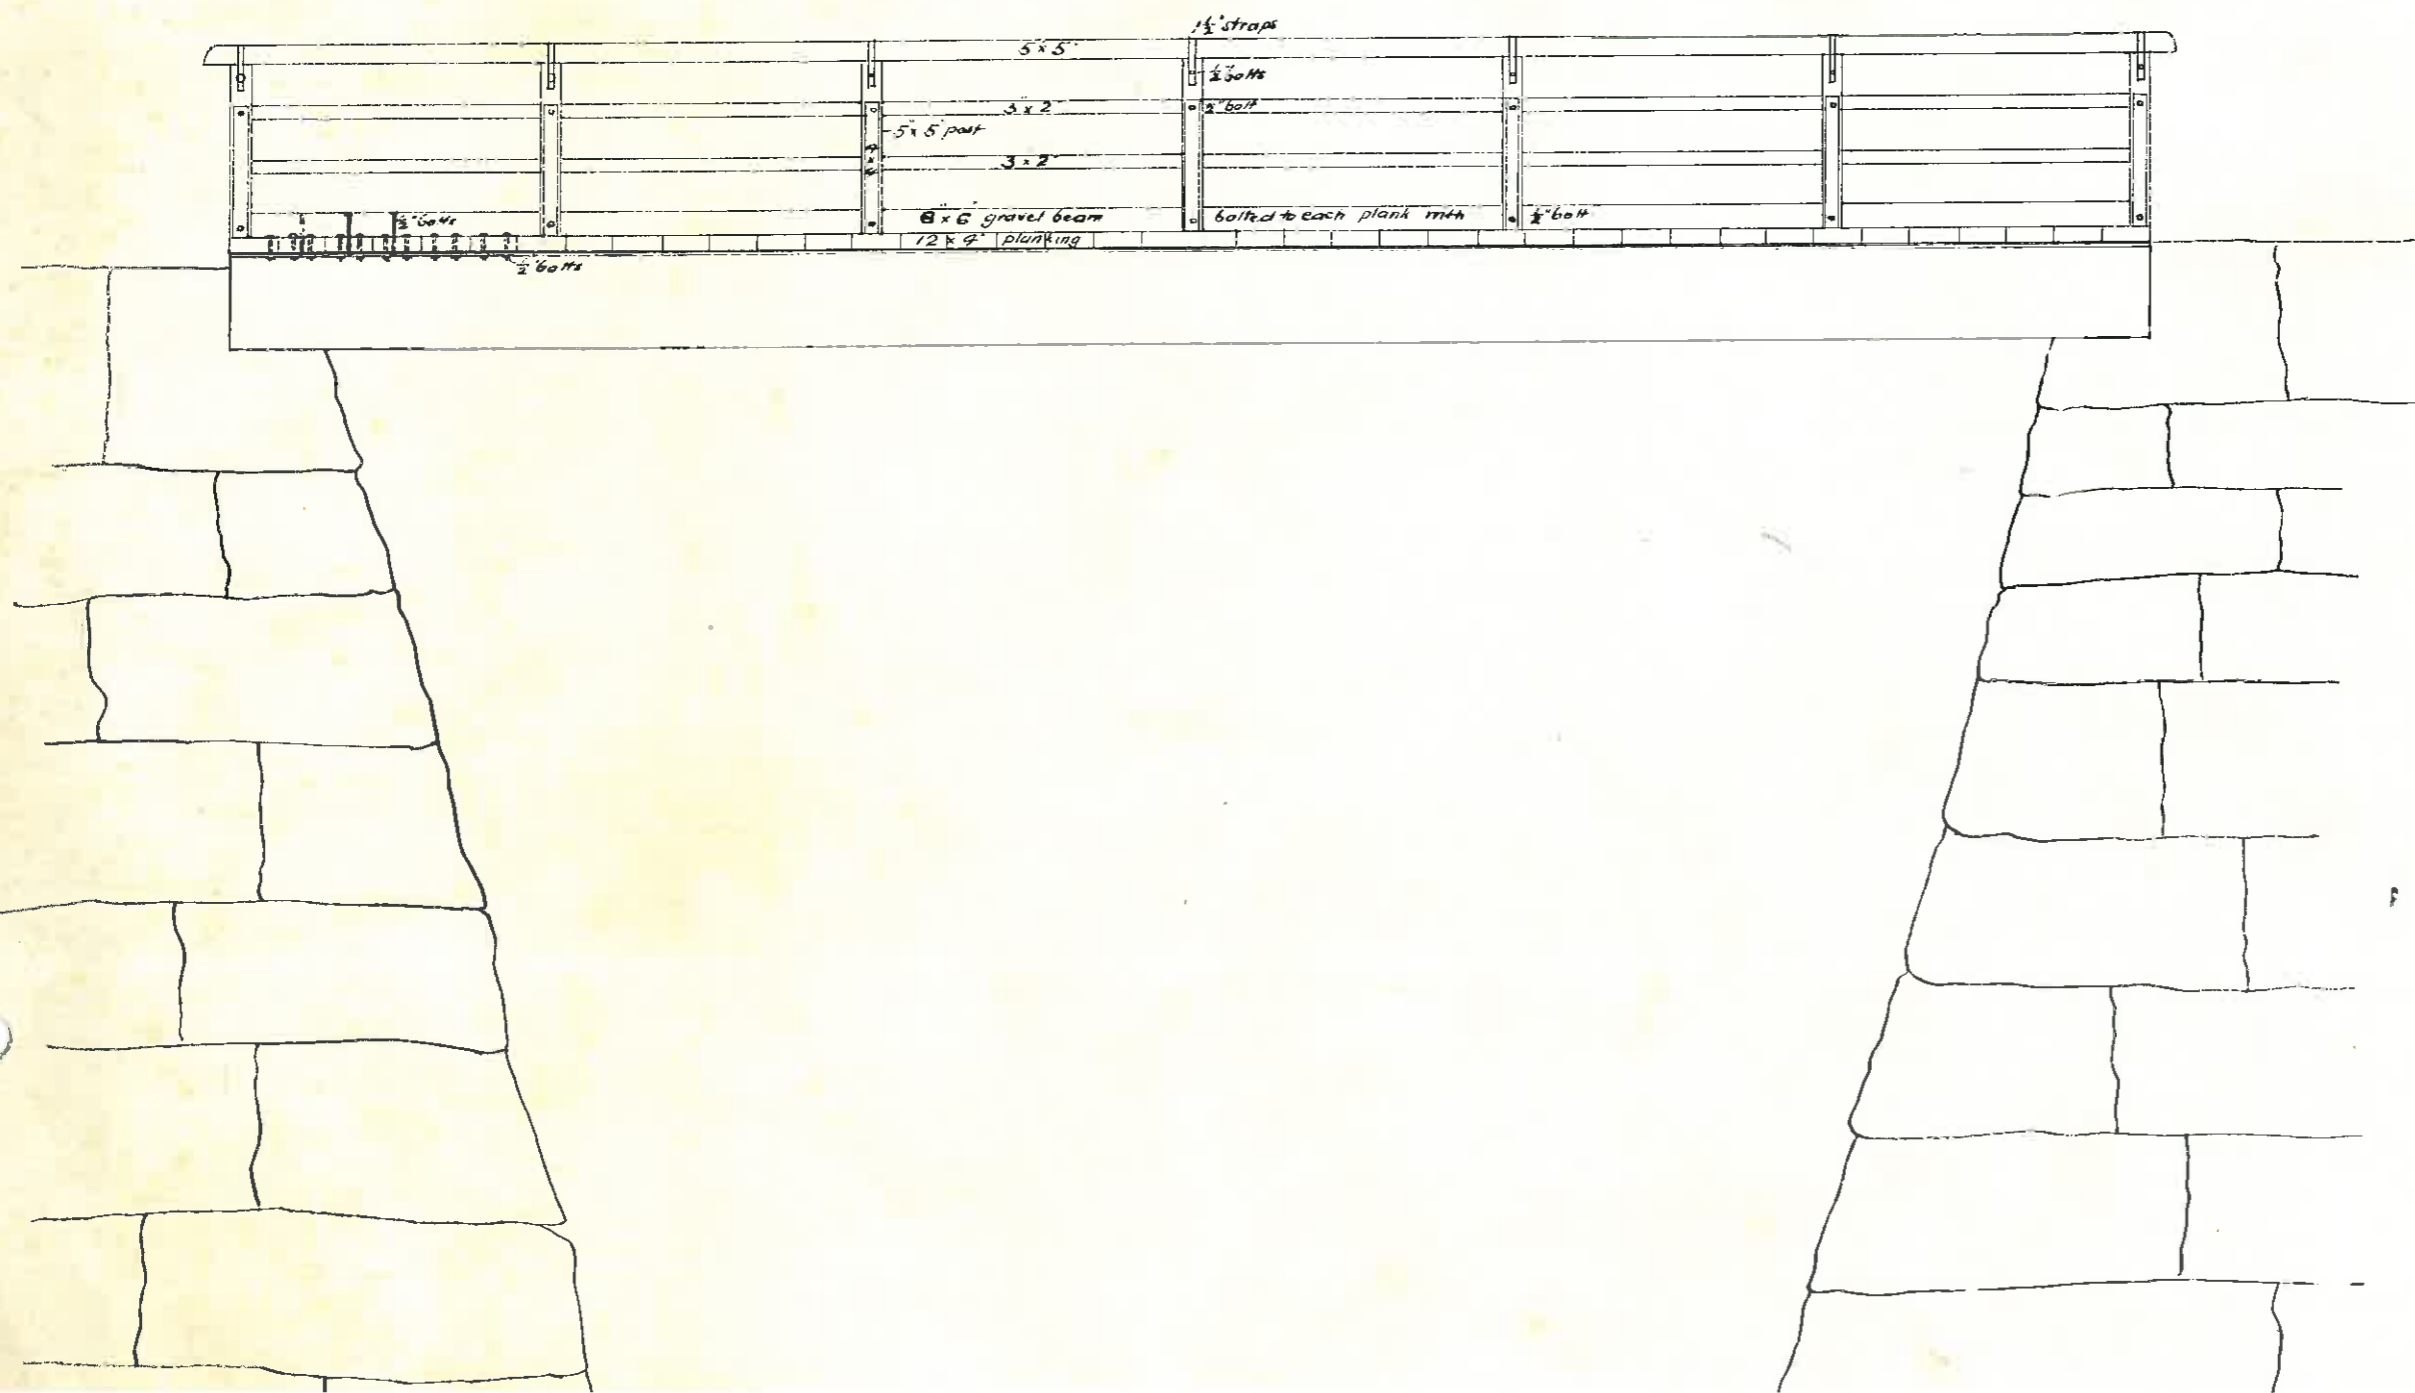 1½" straps
5" x 5"
½" bolts
3" x 2"
½" bolt
5" x 5" post
3" x 2"
½" bolts
8" x 6" gravel beam bolted to each plank with ½" bolt
12" x 4" planking
½" bolts